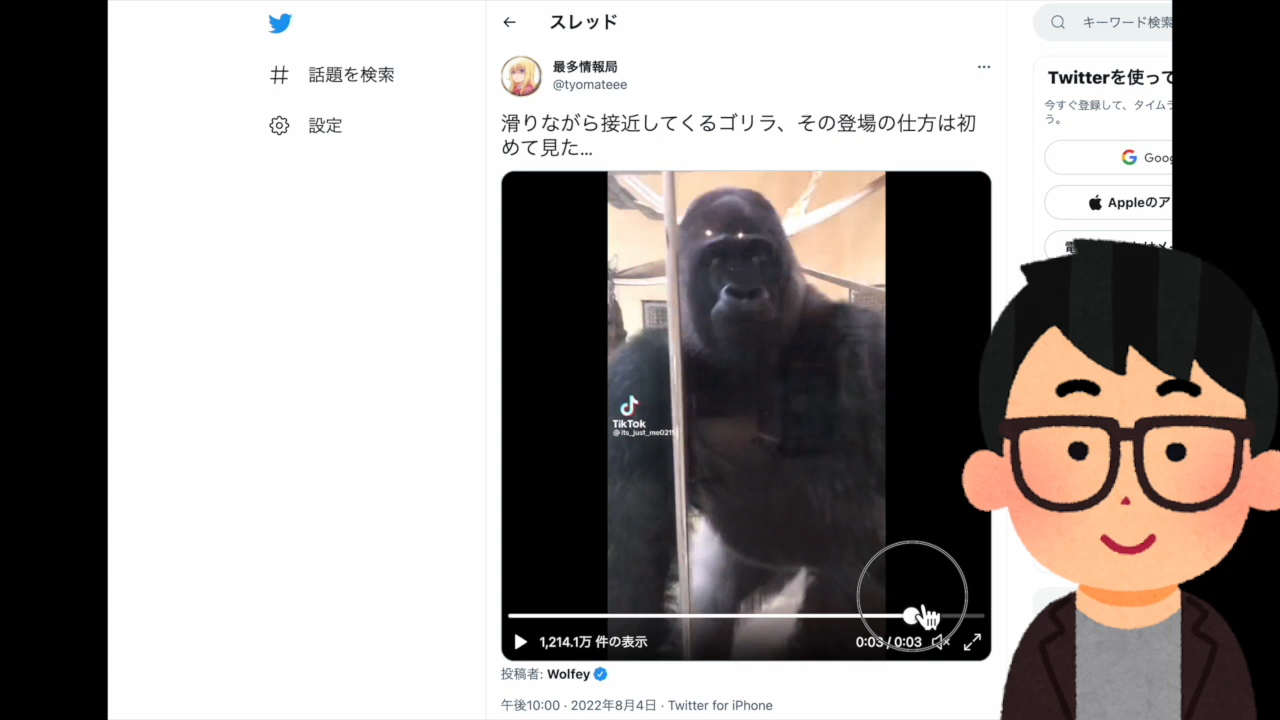 スレッド
キーワード検索
話題を検索
設定
最多情報局
@tyomateee
滑りながら接近してくるゴリラ、その登場の仕方は初
めて見た...
TikTok
@its_just_me0215
1,214.1万 件の表示
0:03 / 0:03
投稿者: Wolfey
午後10:00 · 2022年8月4日 · Twitter for iPhone
Twitterを使って
今すぐ登録して、タイムラ
う。
Goog
Appleのア